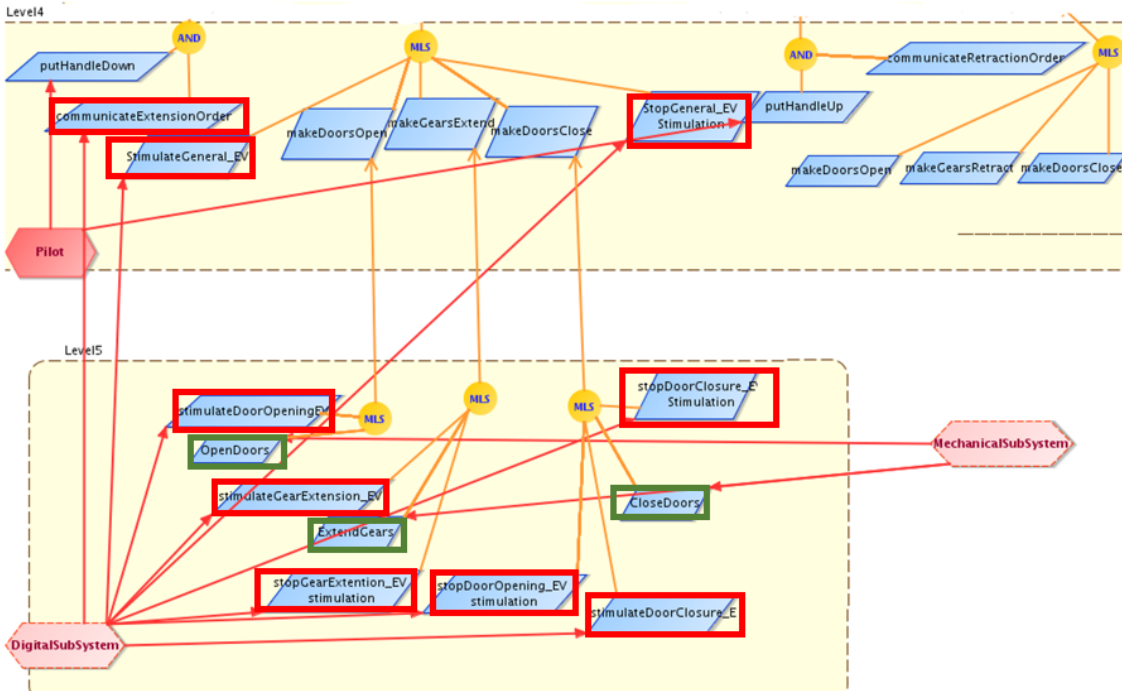 Level4
AND
MLS
AND
MLS
putHandleDown
communicateRetractionOrder
communicateExtensionOrder
makeDoorsOpen
makeGearsExtend
makeDoorsClose
StopGeneral_EV
Stimulation
putHandleUp
StimulateGeneral_EV
makeDoorsOpen
makeGearsRetract
makeDoorsClose
Pilot
Level5
stopDoorClosure_EV
Stimulation
stimulateDoorOpeningEV
MLS
MLS
MLS
OpenDoors
MechanicalSubSystem
stimulateGearExtension_EV
CloseDoors
ExtendGears
stopGearExtention_EV
stimulation
stopDoorOpening_EV
stimulation
stimulateDoorClosure_E
DigitalSubSystem